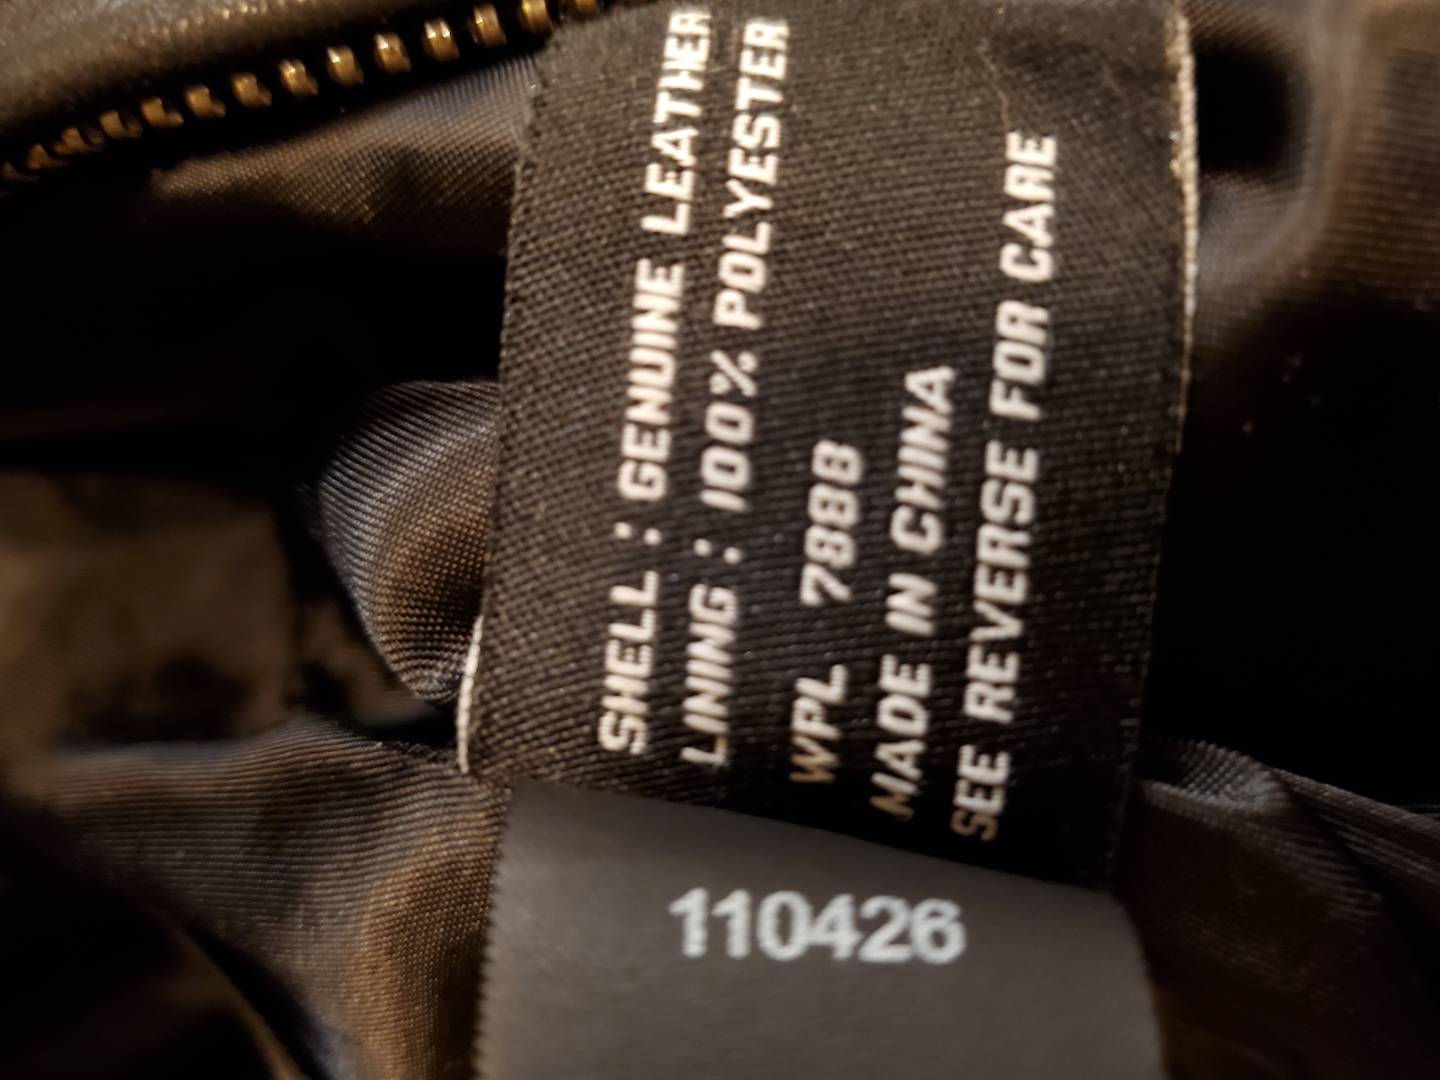 SHELL : GENUINE LEATHER
LINING : 100% POLYESTER
WPL 7888
MADE IN CHINA
SEE REVERSE FOR CARE
110426